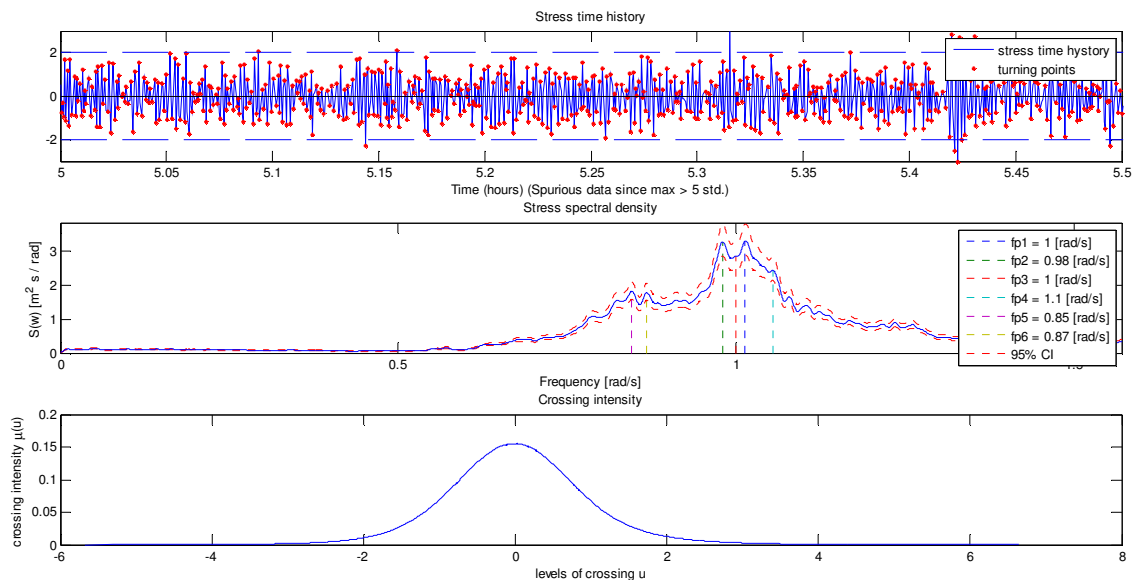 Stress time history
2
0
-2
stress time hystory
turning points
5
5.05
5.1
5.15
5.2
5.25
5.3
5.35
5.4
5.45
5.5
Time (hours) (Spurious data since max > 5 std.)
Stress spectral density
S(w) [m² s / rad]
3
2
1
0
fp1 = 1 [rad/s]
fp2 = 0.98 [rad/s]
fp3 = 1 [rad/s]
fp4 = 1.1 [rad/s]
fp5 = 0.85 [rad/s]
fp6 = 0.87 [rad/s]
95% CI
0
0.5
1
Frequency [rad/s]
Crossing intensity
crossing intensity μ(u)
0.2
0.15
0.1
0.05
0
-6
-4
-2
0
2
4
6
8
levels of crossing u